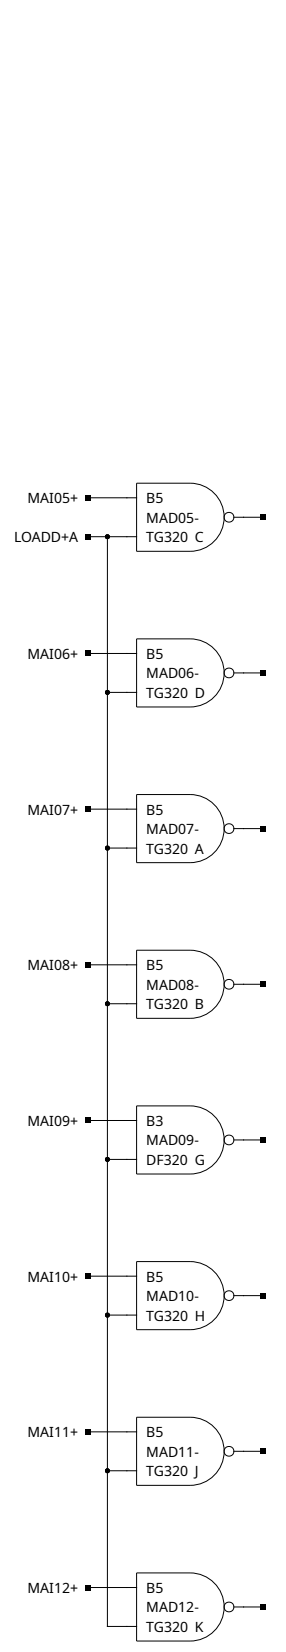 MAI05+
B5
MAD05-
LOADD+A
TG320 C
MAI06+
B5
MAD06-
TG320 D
MAI07+
B5
MAD07-
TG320 A
MAI08+
B5
MAD08-
TG320 B
MAI09+
B3
MAD09-
DF320 G
MAI10+
B5
MAD10-
TG320 H
MAI11+
B5
MAD11-
TG320 J
MAI12+
B5
MAD12-
TG320 K